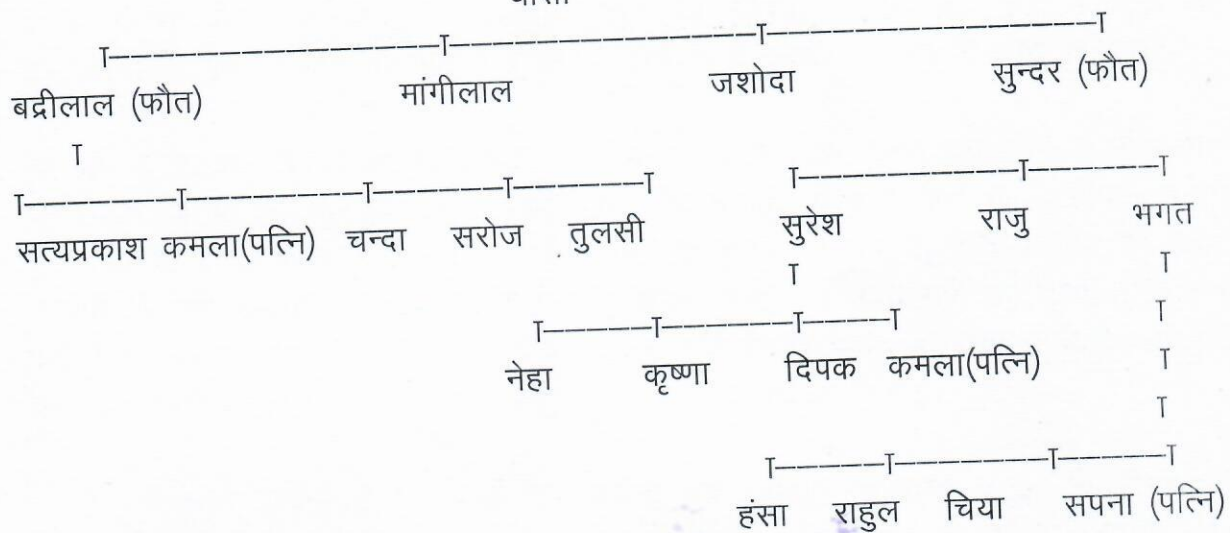 बद्रीलाल (फौत) मांगीलाल जशोदा सुन्दर (फौत)
सत्यप्रकाश कमला(पत्नि) चन्दा सरोज तुलसी सुरेश राजु भगत
नेहा कृष्णा दिपक कमला(पत्नि)
हंसा राहुल चिया सपना (पत्नि)